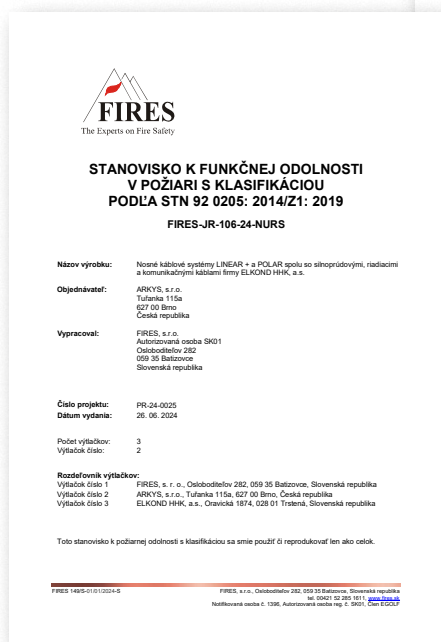 FIRES
The Experts on Fire Safety
STANOVISKO K FUNKČNEJ ODOLNOSTI
V POŽIARI S KLASIFIKÁCIOU
PODĽA STN 92 0205: 2014/Z1: 2019
FIRES-JR-106-24-NURS
Názov výrobku: Nosné káblové systémy LINEAR + a POLAR spolu so silnoprúdovými, riadiacimi
a komunikačnými káblami firmy ELKOND HHK, a.s.
Objednávateľ: ARKYS, s.r.o.
Tuřanka 115a
627 00 Brno
Česká republika
Vypracoval: FIRES, s.r.o.
Autorizovaná osoba SK01
Osloboditeľov 282
059 35 Batizovce
Slovenská republika
Číslo projektu: PR-24-0025
Dátum vydania: 26. 06. 2024
Počet výtlačkov: 3
Výtlačok číslo: 2
Rozdeľovník výtlačkov:
Výtlačok číslo 1 FIRES, s. r. o., Osloboditeľov 282, 059 35 Batizovce, Slovenská republika
Výtlačok číslo 2 ARKYS, s.r.o., Tuřanka 115a, 627 00 Brno, Česká republika
Výtlačok číslo 3 ELKOND HHK, a.s., Oravická 1874, 028 01 Trstená, Slovenská republika
Toto stanovisko k požiarnej odolnosti s klasifikáciou sa smie použiť či reprodukovať len ako celok.
FIRES 149/S-01/01/2024-S FIRES, s.r.o., Osloboditeľov 282, 059 35 Batizovce, Slovenská republika
tel. 00421 52 285 1611, www.fires.sk
Notifikovaná osoba č. 1396, Autorizovaná osoba reg. č. SK01, Člen EGOLF